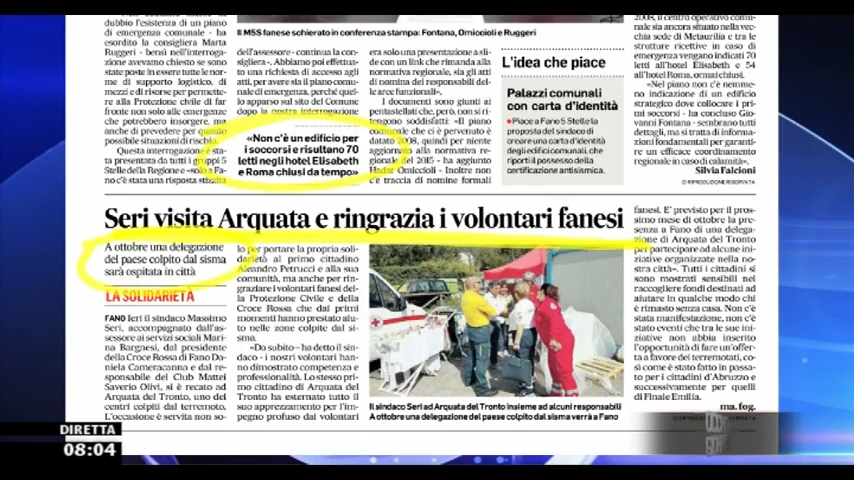 dubbio l'esistenza di un piano
di emergenza comunale - ha
esordito la consigliera Marta
Ruggeri - bensì nell'interroga-
zione avevamo chiesto se sono
state poste in essere tutte le nor-
me di supporto logistico, di
mezzi e di risorse per permette-
re alla Protezione civile di far
fronte non solo alle emergenze
che potrebbero insorgere, ma
anche di prevedere per quanto
possibile situazioni di rischio.
Questa interrogazione è sta-
ta presentata da tutti i gruppi 5
Stelle della Regione e «solo a Fa-
no c'è stata una risposta stizzita
Il M5S fanese schierato in conferenza stampa: Fontana, Omiccioli e Ruggeri
dell'assessore - continua la con-
sigliera -. Abbiamo poi effettua-
to una richiesta di accesso agli
atti, per avere sia il piano comu-
nale di emergenza, perché quel-
lo apparso sul sito del Comune
dopo la nostra interrogazione
«Non c'è un edificio per
i soccorsi e risultano 70
letti negli hotel Elisabeth
e Roma chiusi da tempo»
era solo una presentazione a sli-
de con un link che rimanda alla
normativa regionale, sia gli atti
di nomina dei responsabili del-
le aree funzionali».
I documenti sono giunti ai
pentastellati che, però, non si ri-
tengono soddisfatti: «Il piano
comunale che ci è pervenuto è
datato 2008, quindi per niente
aggiornato alla normativa re-
gionale del 2015 - ha aggiunto
Hadar Omiccioli - Inoltre non
c'è traccia di nomine formali
L'idea che piace
Palazzi comunali
con carta d'identità
● Piace a Fano 5 Stelle la
proposta del sindaco di
creare una carta d'identità
degli edifici comunali, che
riporti il possesso della
certificazione antisismica.
2008, il centro operativo comu-
nale sia ancora situato nella vec-
chia sede di Metaurilia e tra le
strutture ricettive in caso di
emergenza vengano indicati 70
letti all'hotel Elisabeth e 54
all'hotel Roma, ormai chiusi.
«Nel piano non c'è nemme-
no indicazione di un edificio
strategico dove collocare i pri-
mi soccorsi - ha concluso Gio-
vanni Fontana - sembrano tutti
dettagli, ma si tratta di informa-
zioni fondamentali per garanti-
re un efficace coordinamento
regionale in caso di calamità».
Silvia Falcioni
© RIPRODUZIONE RISERVATA
Seri visita Arquata e ringrazia i volontari fanesi
A ottobre una delegazione
del paese colpito dal sisma
sarà ospitata in città
LA SOLIDARIETÀ
FANO Ieri il sindaco Massimo
Seri, accompagnato dall'as-
sessore ai servizi sociali Mari-
na Bargnesi, dal presidente
della Croce Rossa di Fano Da-
niela Cameracanna e dal re-
sponsabile del Club Mattei
Saverio Olivi, si è recato ad
Arquata del Tronto, uno dei
centri colpiti dal terremoto.
L'occasione è servita non so-
lo per portare la propria soli-
darietà al primo cittadino
Aleandro Petrucci e alla sua
comunità, ma anche per rin-
graziare i volontari fanesi del-
la Protezione Civile e della
Croce Rossa che dai primi
momenti hanno prestato aiu-
to nelle zone colpite dal si-
sma.
«Da subito – ha detto il sin-
daco - i nostri volontari han-
no dimostrato competenza e
professionalità. Lo stesso pri-
mo cittadino di Arquata del
Tronto ha esternato tutto il
suo apprezzamento per l'im-
pegno profuso dai volontari
Il sindaco Seri ad Arquata del Tronto insieme ad alcuni responsabili
A ottobre una delegazione del paese colpito dal sisma verrà a Fano
fanesi. E' previsto per il pros-
simo mese di ottobre la pre-
senza a Fano di una delega-
zione di Arquata del Tronto
per partecipare ad alcune ini-
ziative organizzate nella no-
stra città». Tutti i cittadini si
sono mostrati sensibili nel
raccogliere fondi destinati ad
aiutare in qualche modo chi
è rimasto senza casa. Non c'è
stata manifestazione, non c'è
stato evento che tra le sue ini-
ziative non abbia inserito
l'opportunità di fare un'offer-
ta a favore dei terremotati, co-
sì come è stato fatto in passa-
to per i cittadini d'Abruzzo e
successivamente per quelli
di Finale Emilia.
ma. fog.
DIRETTA
08:04